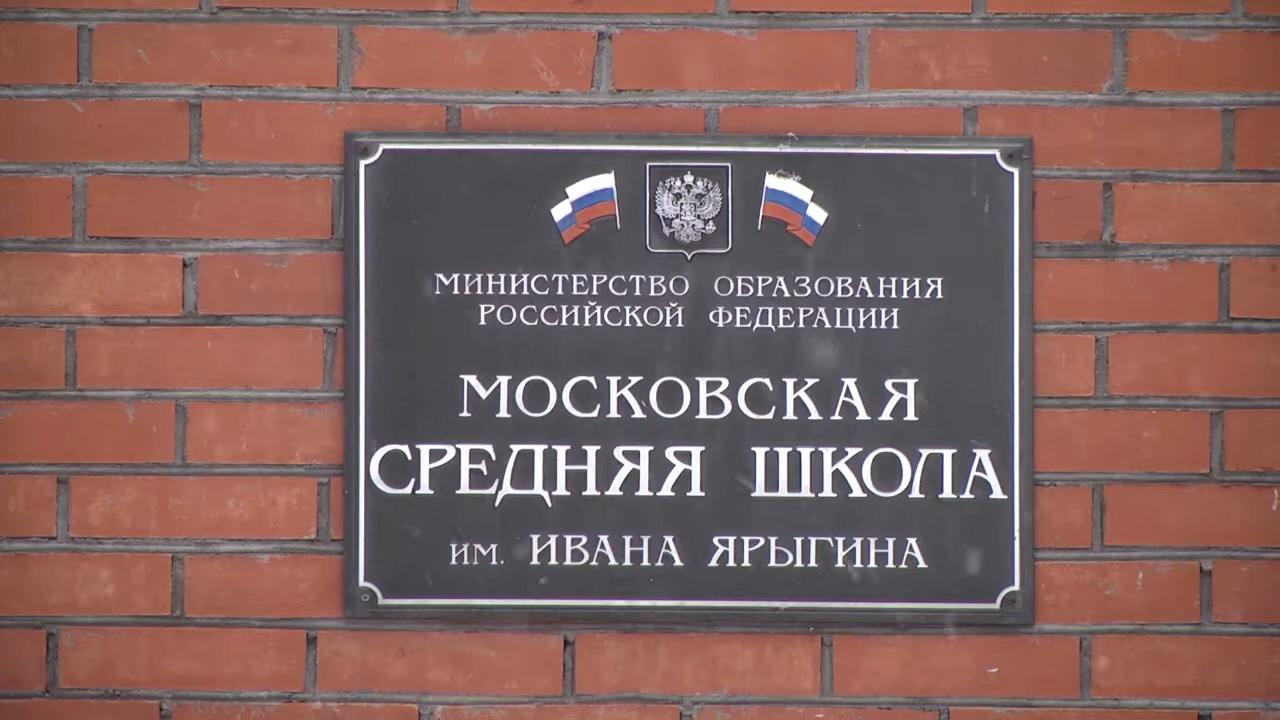 МИНИСТЕРСТВО ОБРАЗОВАНИЯ
РОССИЙСКОЙ ФЕДЕРАЦИИ
МОСКОВСКАЯ
СРЕДНЯЯ ШКОЛА
ИМ. ИВАНА ЯРЫГИНА